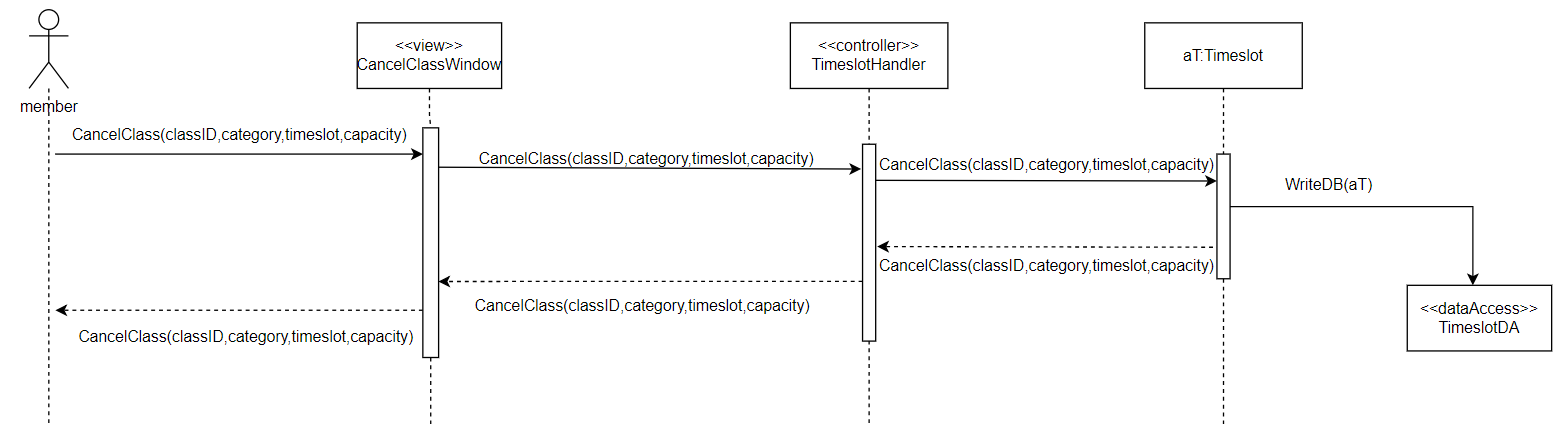 <<view>>
CancelClassWindow
<<controller>>
TimeslotHandler
aT:Timeslot
member
CancelClass(classID,category,timeslot,capacity)
CancelClass(classID,category,timeslot,capacity)
CancelClass(classID,category,timeslot,capacity)
WriteDB(aT)
CancelClass(classID,category,timeslot,capacity)
CancelClass(classID,category,timeslot,capacity)
<<dataAccess>>
TimeslotDA
CancelClass(classID,category,timeslot,capacity)